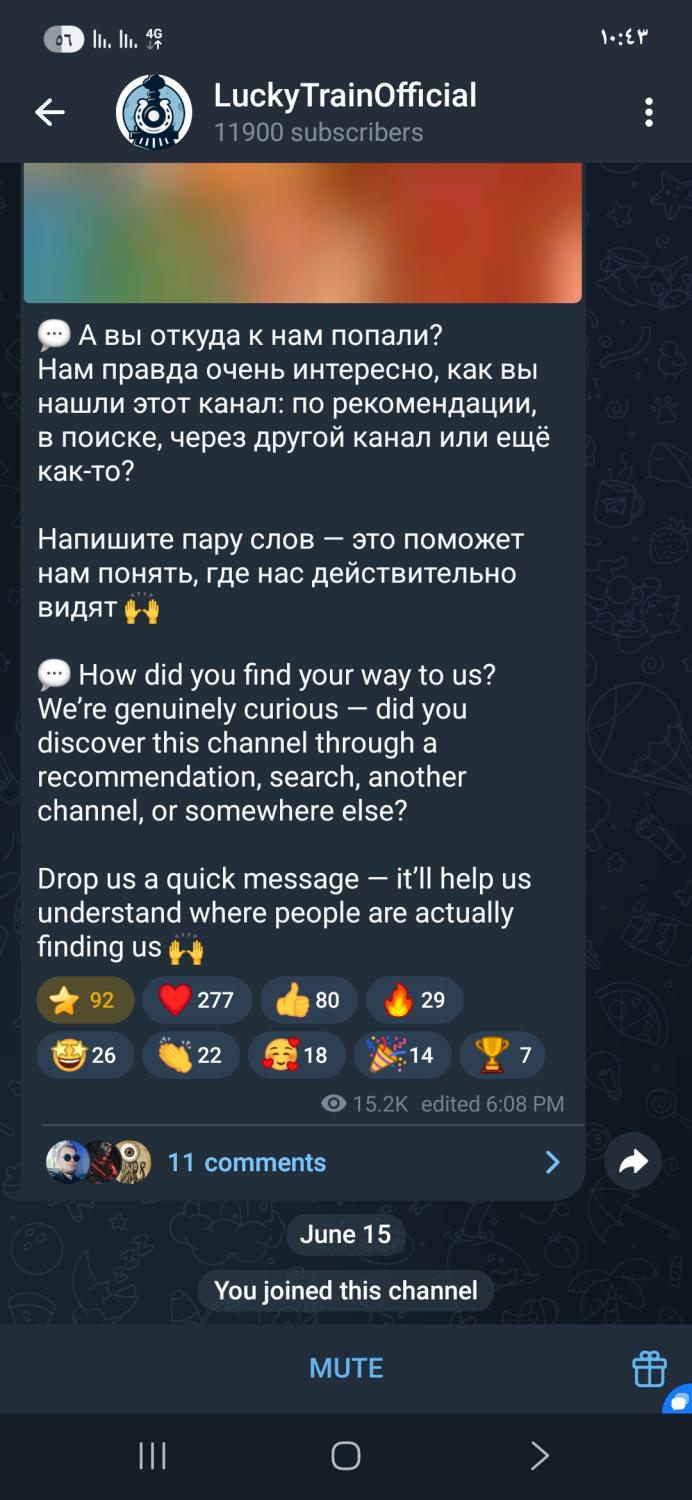 ٥٦ 4G ١٠:٤٣
LuckyTrainOfficial
11900 subscribers
💬 А вы откуда к нам попали?
Нам правда очень интересно, как вы
нашли этот канал: по рекомендации,
в поиске, через другой канал или ещё
как-то?
Напишите пару слов — это поможет
нам понять, где нас действительно
видят 🙌
💬 How did you find your way to us?
We’re genuinely curious — did you
discover this channel through a
recommendation, search, another
channel, or somewhere else?
Drop us a quick message — it’ll help us
understand where people are actually
finding us 🙌
⭐ 92 ❤️ 277 👍 80 🔥 29
🤩 26 👏 22 🥰 18 🎉 14 🏆 7
15.2K edited 6:08 PM
11 comments
June 15
You joined this channel
MUTE